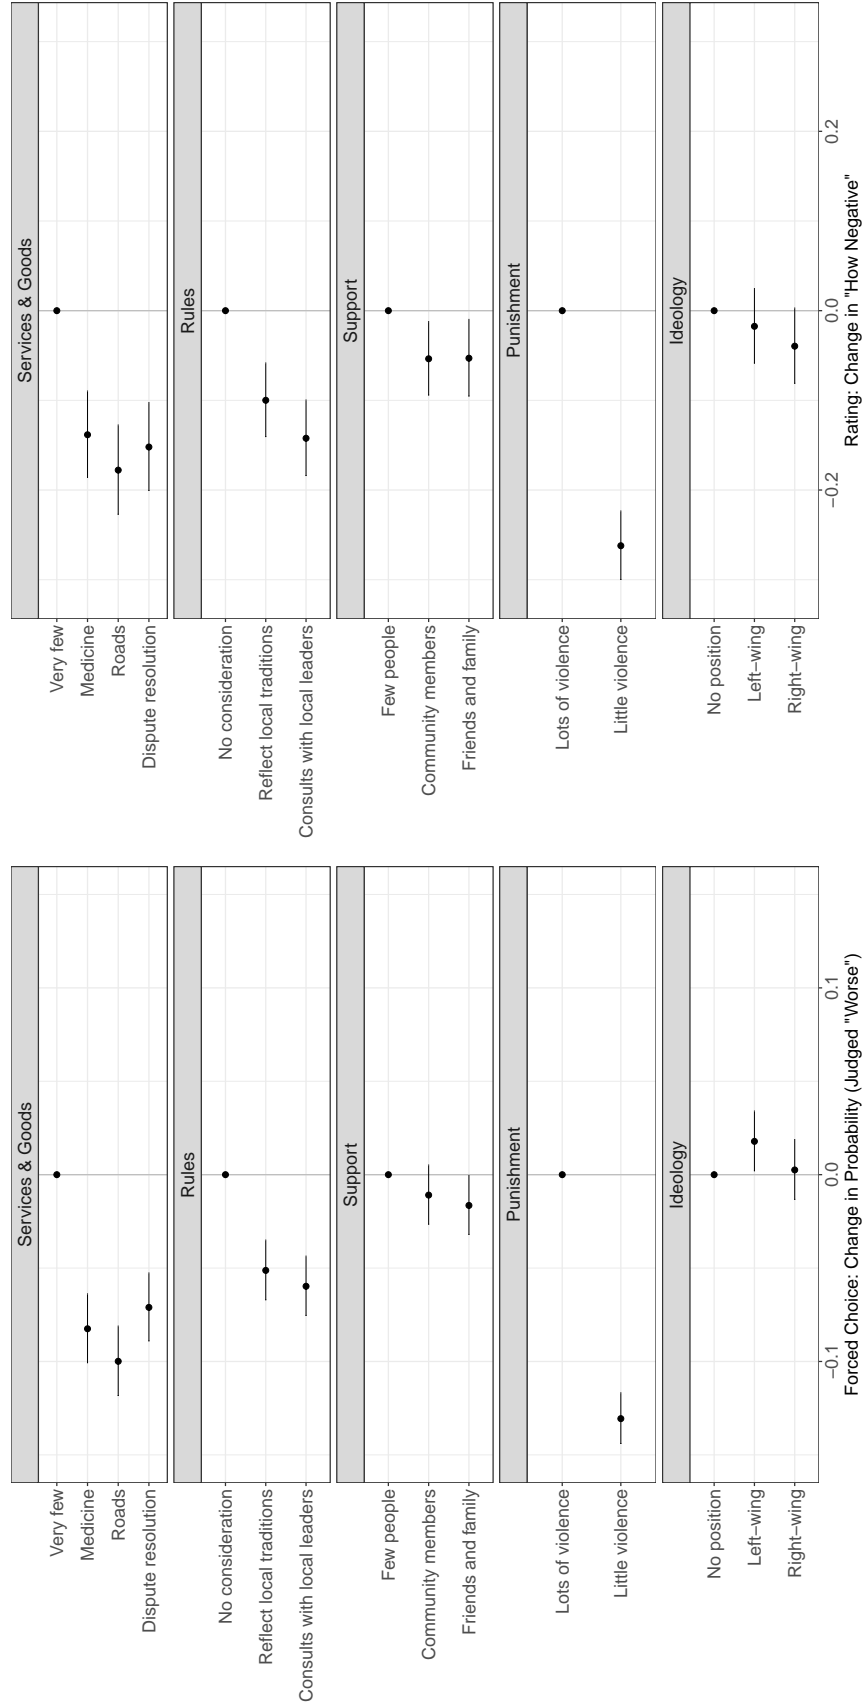 Services & Goods
Very few
Medicine
Roads
Dispute resolution
Rules
No consideration
Reflect local traditions
Consults with local leaders
Support
Few people
Community members
Friends and family
Punishment
Lots of violence
Little violence
Ideology
No position
Left−wing
Right−wing
−0.1
0.0
0.1
Forced Choice: Change in Probability (Judged "Worse")
Services & Goods
Very few
Medicine
Roads
Dispute resolution
Rules
No consideration
Reflect local traditions
Consults with local leaders
Support
Few people
Community members
Friends and family
Punishment
Lots of violence
Little violence
Ideology
No position
Left−wing
Right−wing
−0.2
0.0
0.2
Rating: Change in "How Negative"